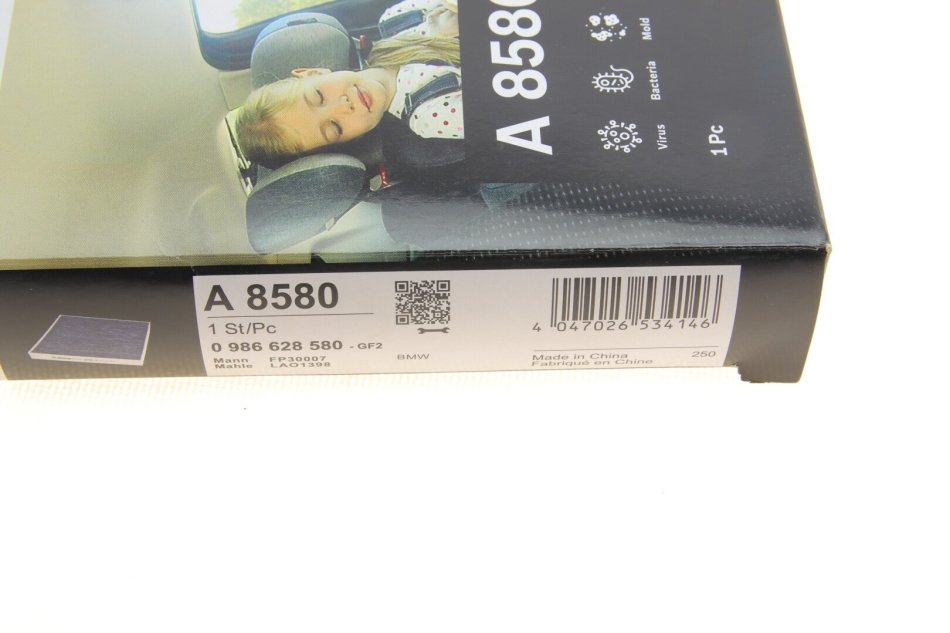 A 8580
Mold
Bacteria
Virus
1 Pc
A 8580
1 St/Pc
0 986 628 580 - GF2
Mann FP30007
Mahle LAO1398
BMW
4 047026 534146
Made in China
Fabriqué en Chine
250